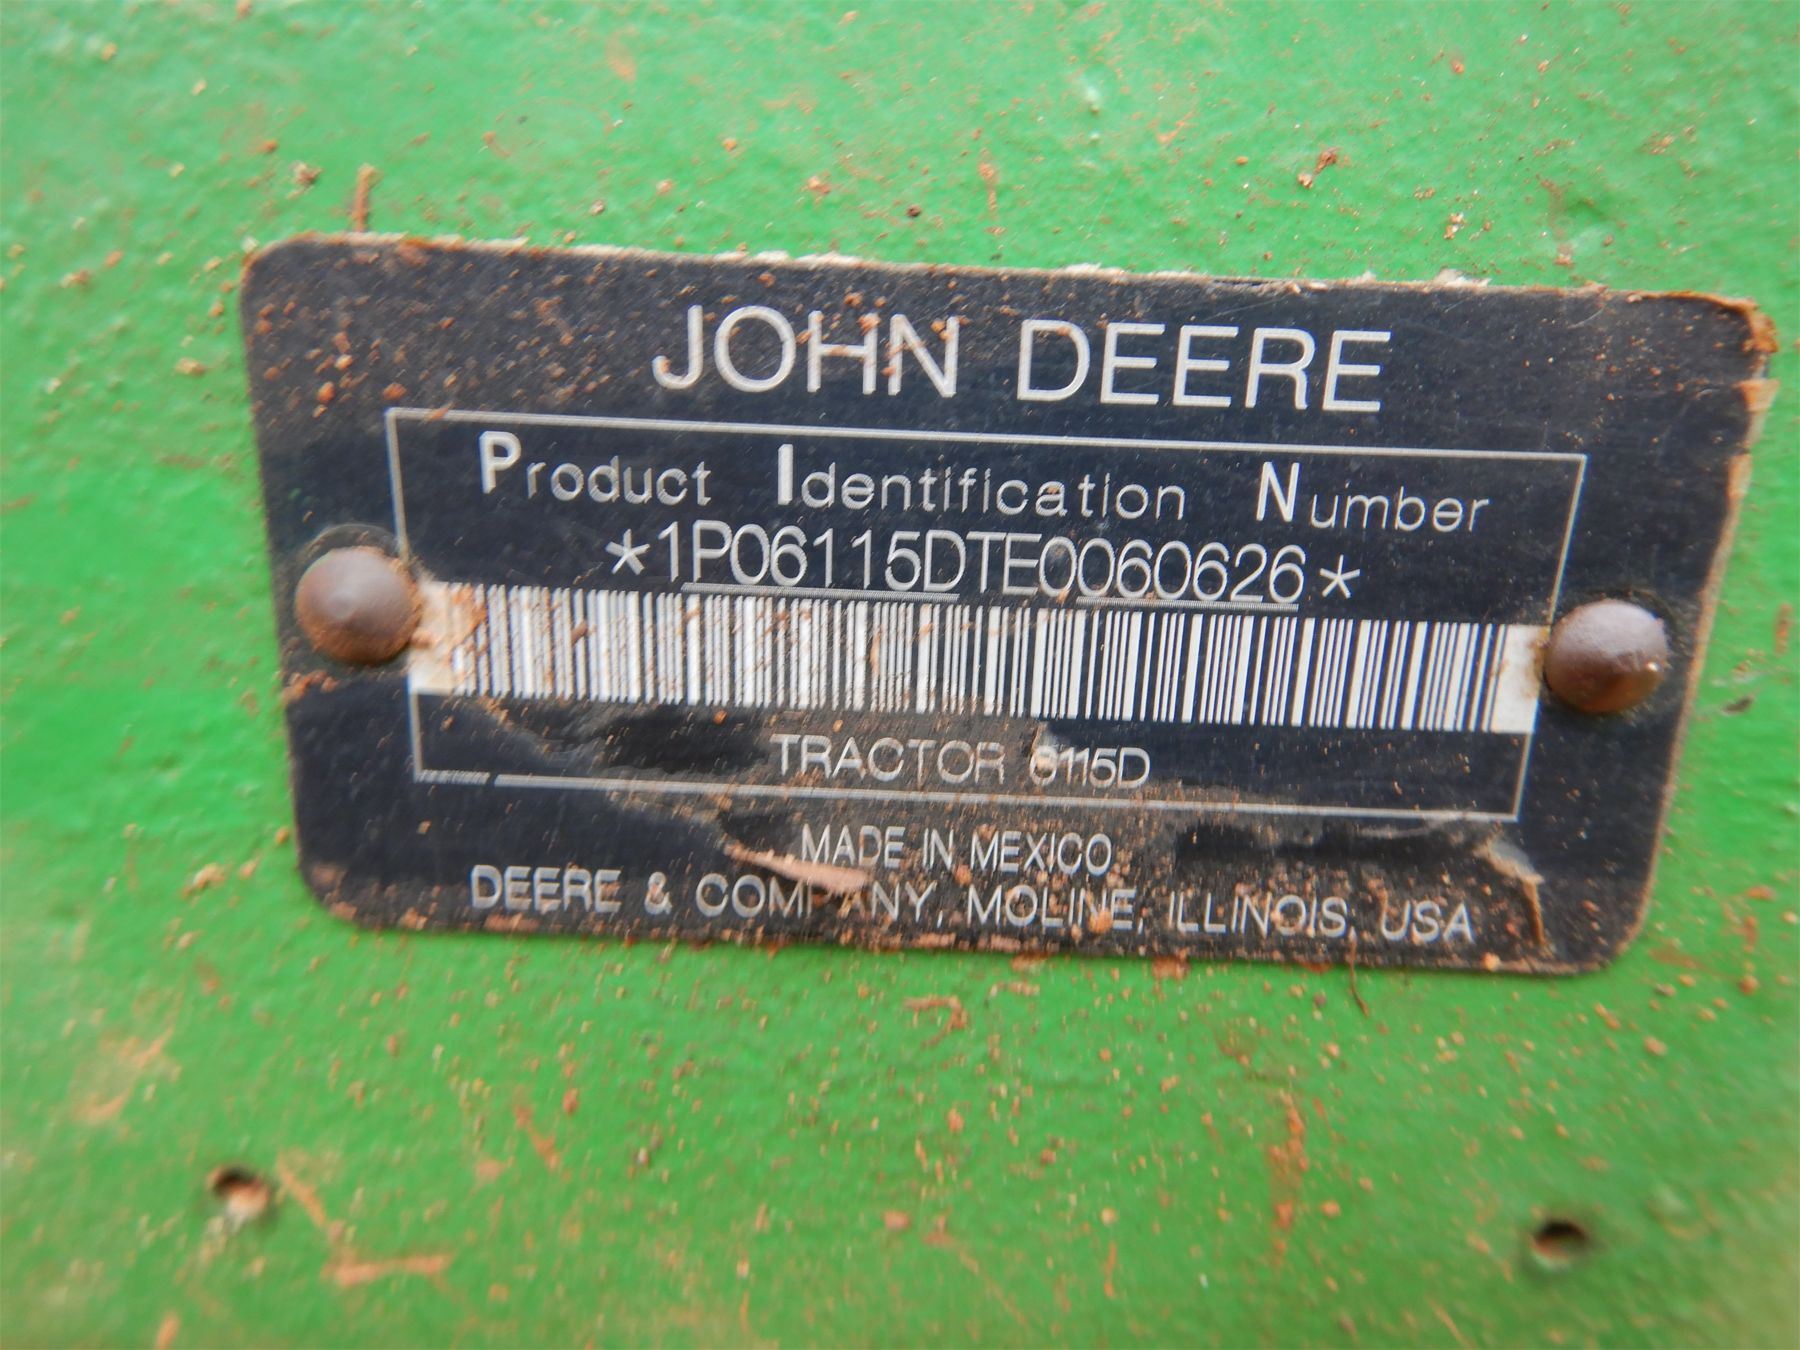 JOHN DEERE
Product Identification Number
*1P06115DTE0060626*
TRACTOR 6115D
MADE IN MEXICO
DEERE & COMPANY, MOLINE, ILLINOIS, USA